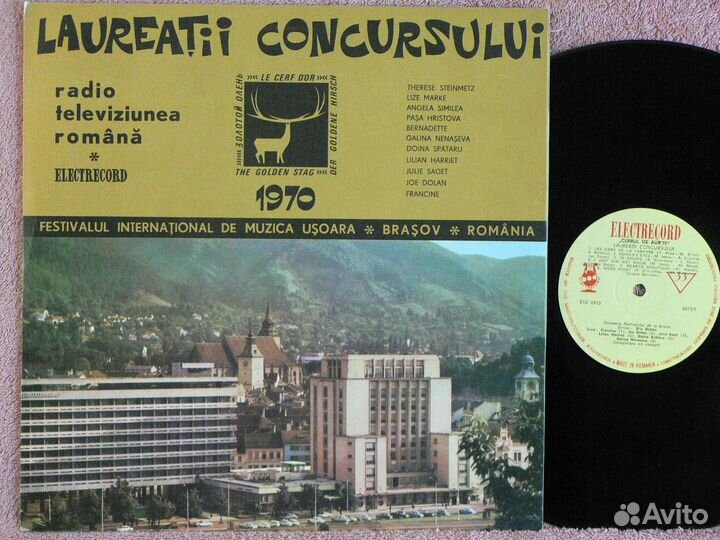 LAUREAȚII CONCURSULUI
radio
televiziunea
română
*
ELECTRECORD
»»« LE CERF D'OR »»«
ЗОЛОТОЙ ОЛЕНЬ
DER GOLDENE HIRSCH
THE GOLDEN STAG »»«
1970
THERESE STEINMETZ
LIZE MARKE
ANGELA SIMILEA
PAȘA HRISTOVA
BERNADETTE
GALINA NENAȘEVA
DOINA SPĂTARU
LILIAN HARRIET
JULIE SAGET
JOE DOLAN
FRANCINE
FESTIVALUL INTERNAȚIONAL DE MUZICA UȘOARA * BRAȘOV * ROMÂNIA
ELECTRECORD
„CERBUL DE AUR'70"
LAUREAȚII CONCURSULUI
33
EDE 0473
MADE IN ROMANIA
Avito